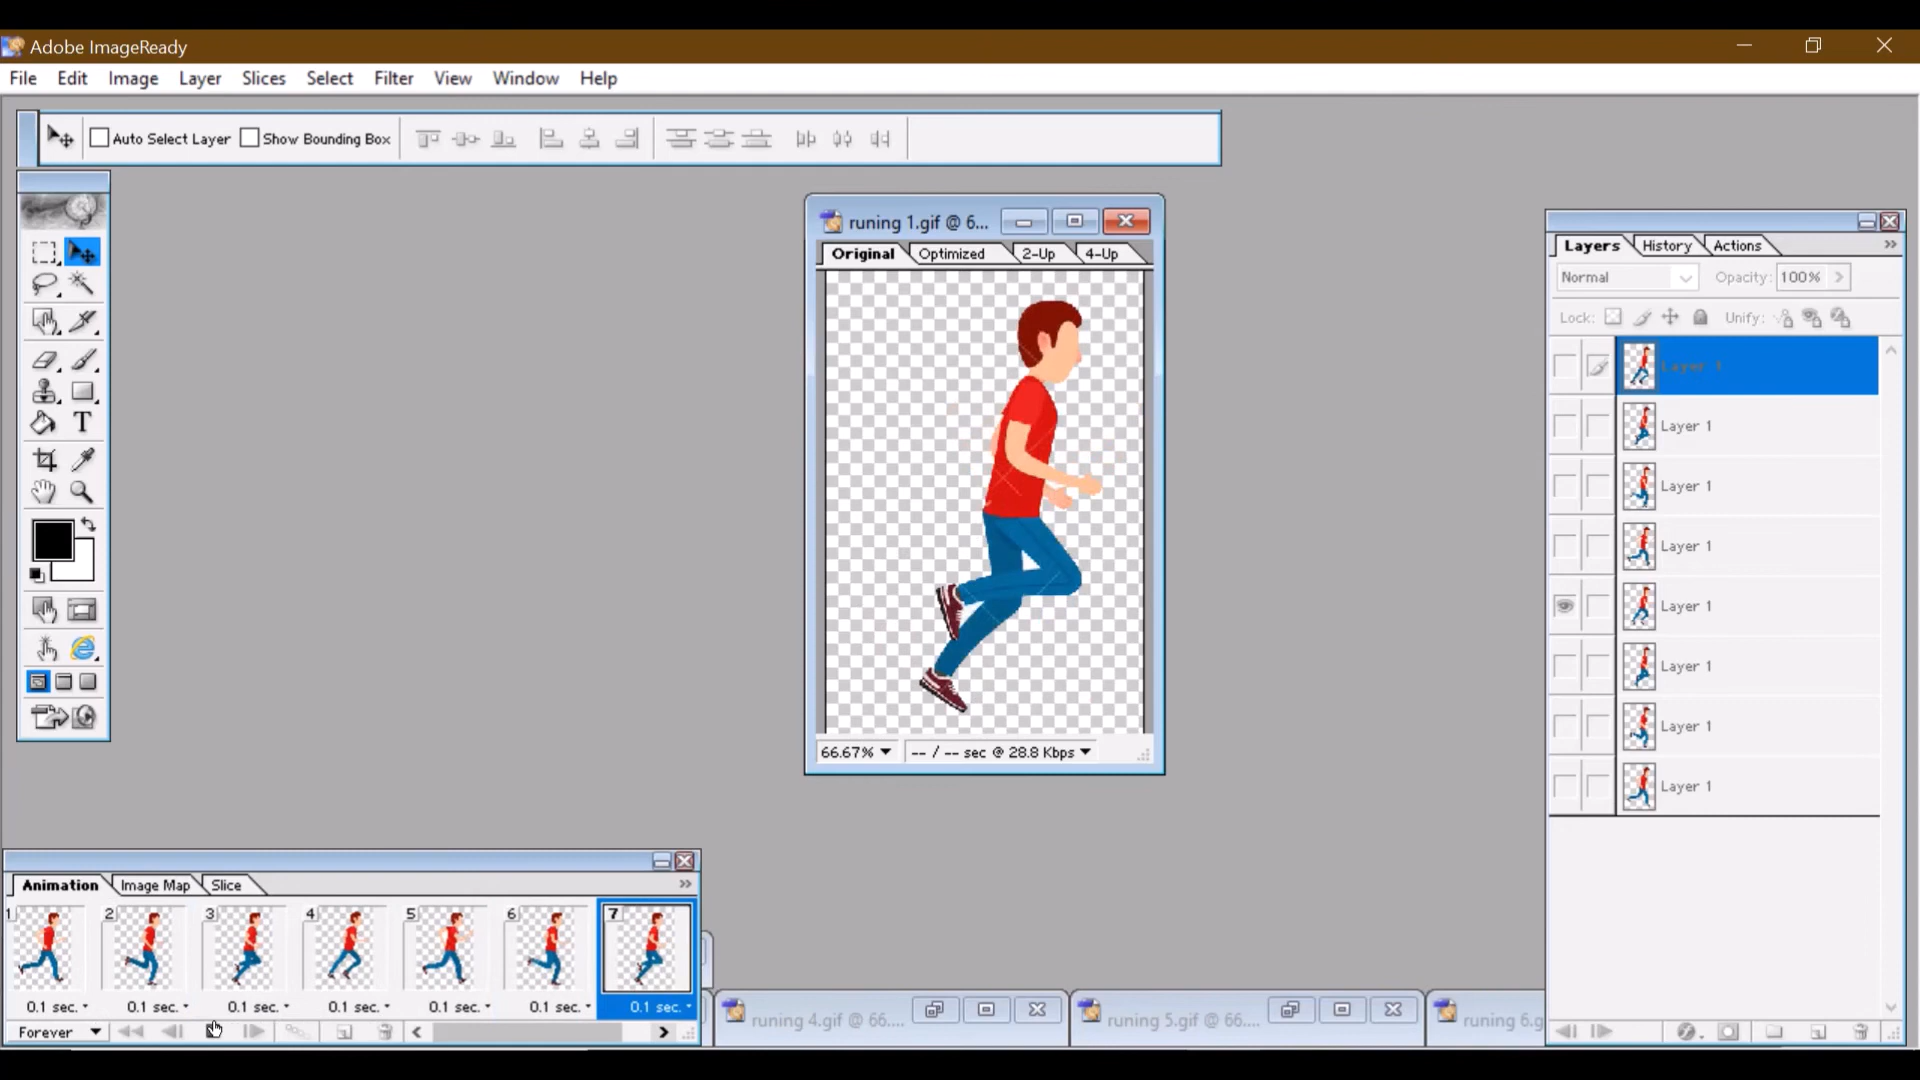 Adobe ImageReady
File Edit Image Layer Slices Select Filter View Window Help
Auto Select Layer Show Bounding Box
runing 1.gif @ 6...
Original Optimized 2-Up 4-Up
66.67% -- / -- sec @ 28.8 Kbps
Layers History Actions
Normal Opacity: 100%
Lock: Unify:
Layer 1
Layer 1
Layer 1
Layer 1
Layer 1
Layer 1
Layer 1
Layer 1
Animation Image Map Slice
1 2 3 4 5 6 7
0.1 sec. 0.1 sec. 0.1 sec. 0.1 sec. 0.1 sec. 0.1 sec. 0.1 sec.
Forever
runing 4.gif @ 66.... runing 5.gif @ 66.... runing 6.g